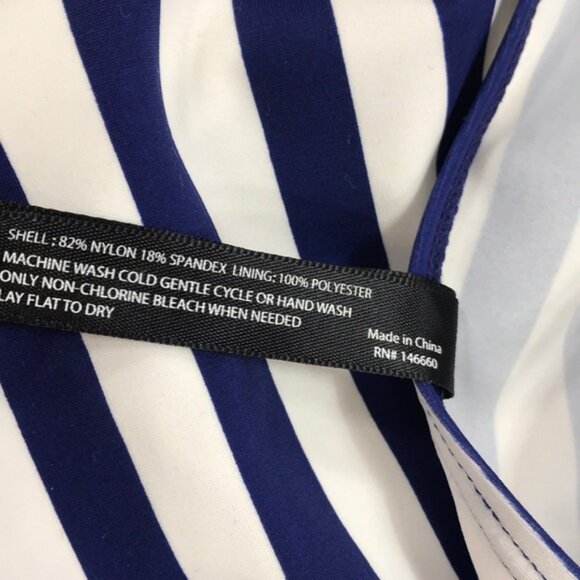 SHELL : 82% NYLON 18% SPANDEX LINING: 100% POLYESTER
MACHINE WASH COLD GENTLE CYCLE OR HAND WASH
ONLY NON-CHLORINE BLEACH WHEN NEEDED
LAY FLAT TO DRY
Made in China
RN# 146660